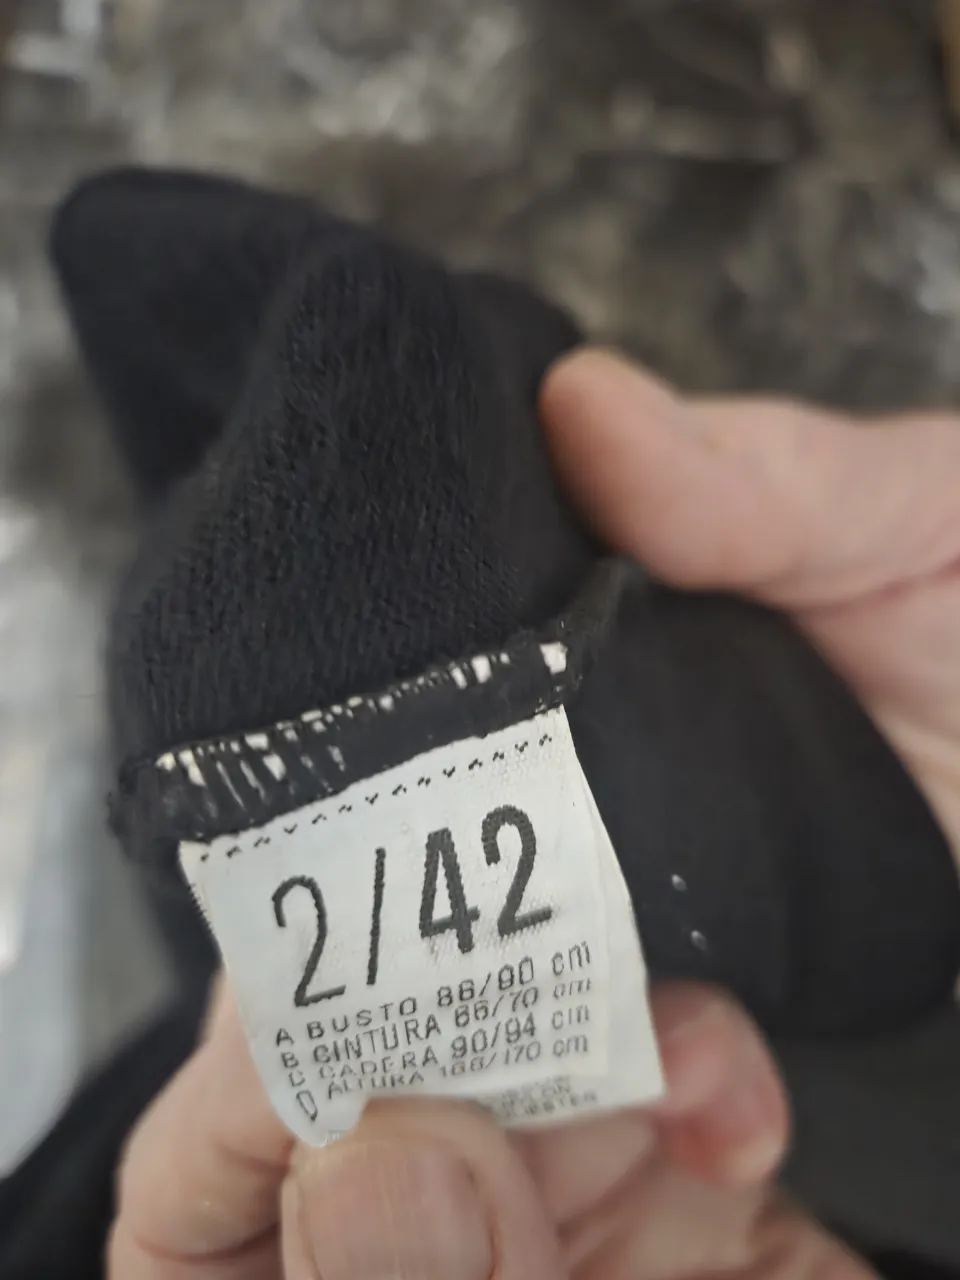 2/42
A BUSTO 86/90 cm
B CINTURA 66/70 cm
C CADERA 90/94 cm
D ALTURA 166/170 cm